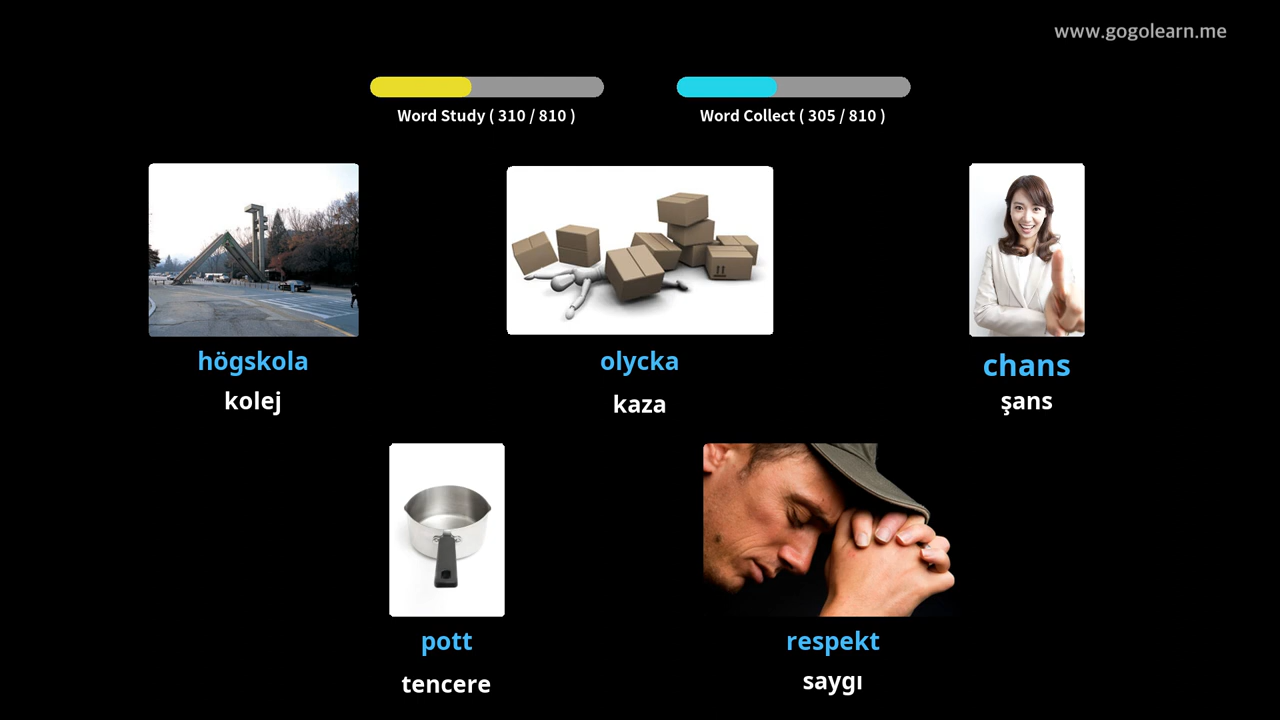 www.gogolearn.me
Word Study ( 310 / 810 )
Word Collect ( 305 / 810 )
högskola
kolej
olycka
kaza
chans
şans
pott
tencere
respekt
saygı